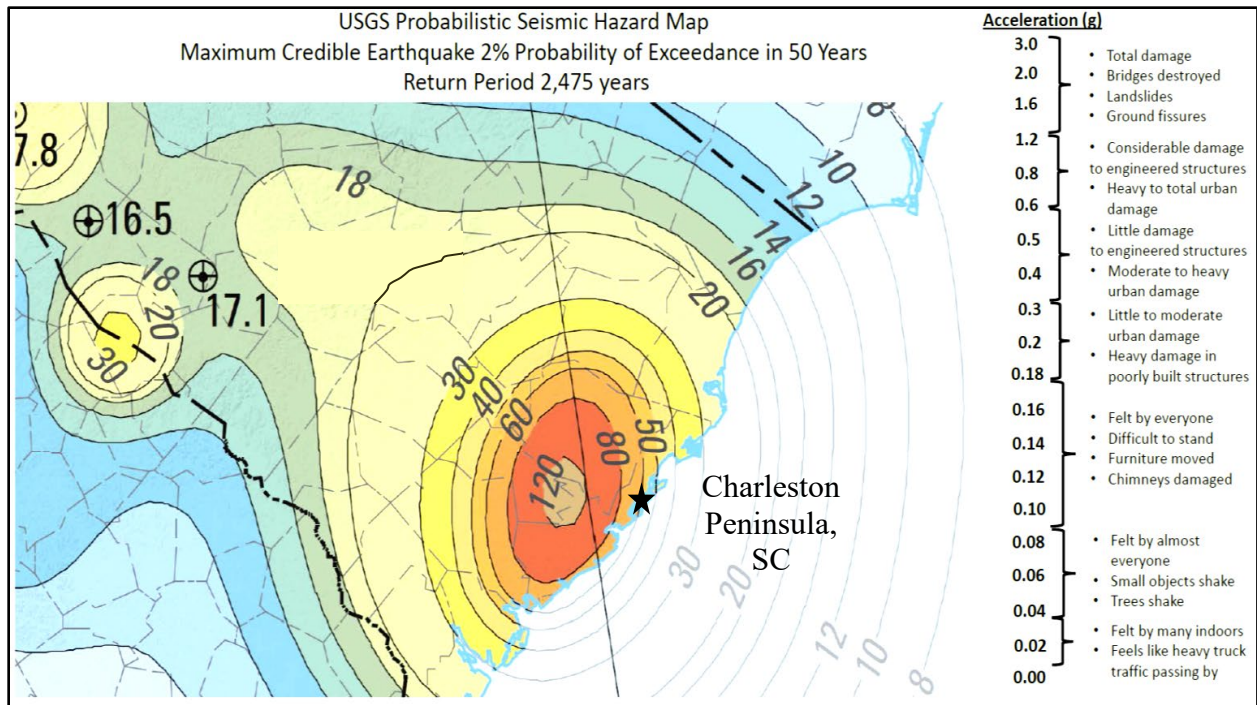 USGS Probabilistic Seismic Hazard Map
Maximum Credible Earthquake 2% Probability of Exceedance in 50 Years
Return Period 2,475 years
7.8
16.5
17.1
18
20
30
18
8
10
12
14
16
20
30
40
60
50
80
120
Charleston
Peninsula,
SC
30
20
12
10
8
Acceleration (g)
3.0
2.0
1.6
1.2
0.8
0.6
0.5
0.4
0.3
0.2
0.18
0.16
0.14
0.12
0.10
0.08
0.06
0.04
0.02
0.00
• Total damage
• Bridges destroyed
• Landslides
• Ground fissures
• Considerable damage
to engineered structures
• Heavy to total urban
damage
• Little damage
to engineered structures
• Moderate to heavy
urban damage
• Little to moderate
urban damage
• Heavy damage in
poorly built structures
• Felt by everyone
• Difficult to stand
• Furniture moved
• Chimneys damaged
• Felt by almost
everyone
• Small objects shake
• Trees shake
• Felt by many indoors
• Feels like heavy truck
traffic passing by